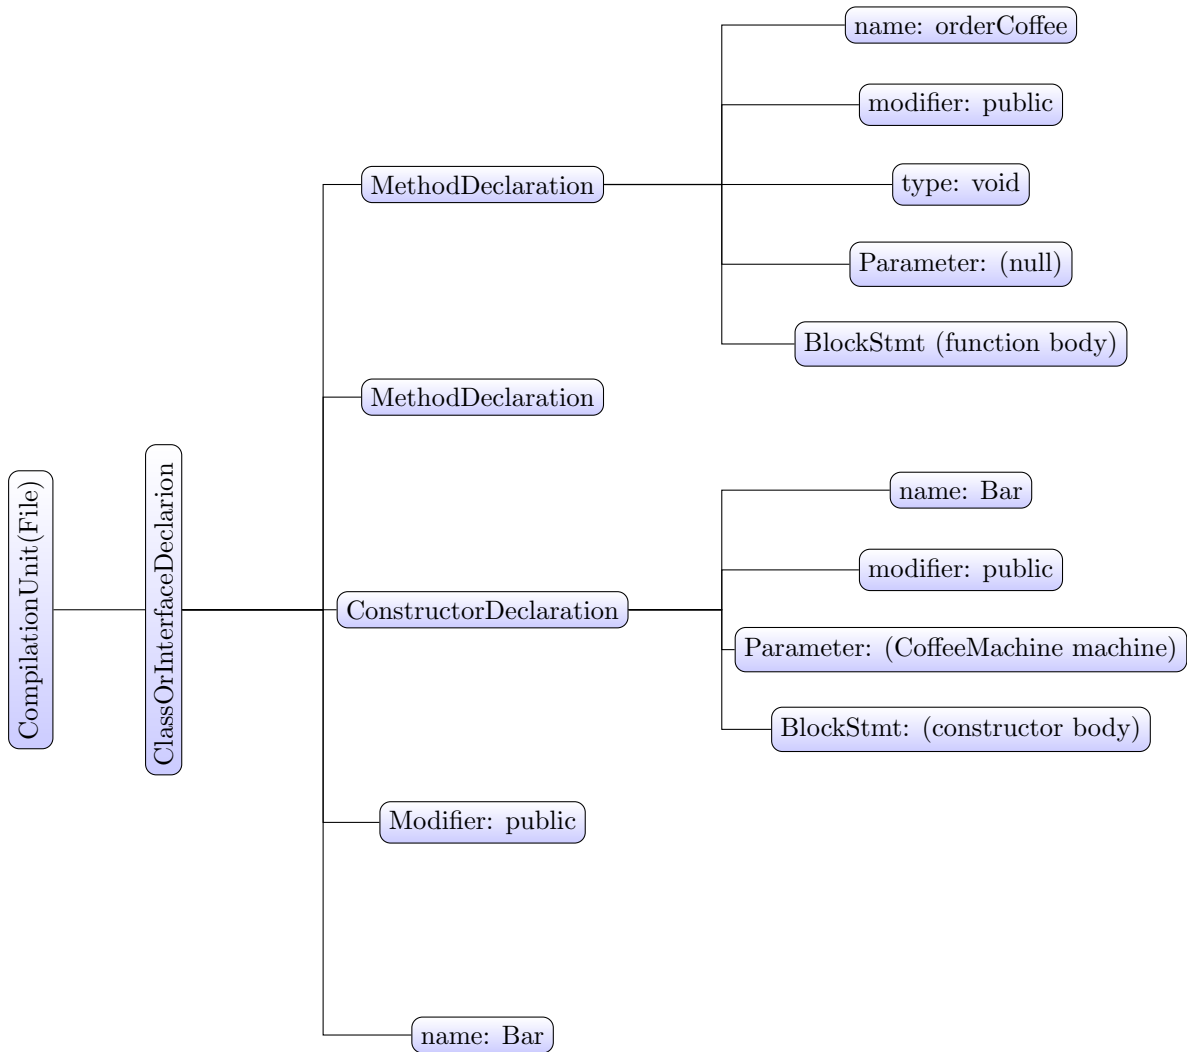 name: orderCoffee
modifier: public
MethodDeclaration
type: void
Parameter: (null)
BlockStmt (function body)
MethodDeclaration
CompilationUnit(File)
ClassOrInterfaceDeclarion
name: Bar
modifier: public
ConstructorDeclaration
Parameter: (CoffeeMachine machine)
BlockStmt: (constructor body)
Modifier: public
name: Bar